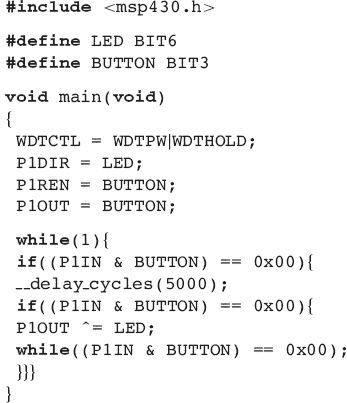 #include <msp430.h>
#define LED BIT6
#define BUTTON BIT3
void main(void)
{
WDTCTL = WDTPW|WDTHOLD;
P1DIR = LED;
P1REN = BUTTON;
P1OUT = BUTTON;
while(1){
if((P1IN & BUTTON) == 0x00){
__delay_cycles(5000);
if((P1IN & BUTTON) == 0x00){
P1OUT ^= LED;
while((P1IN & BUTTON) == 0x00);
}}}
}